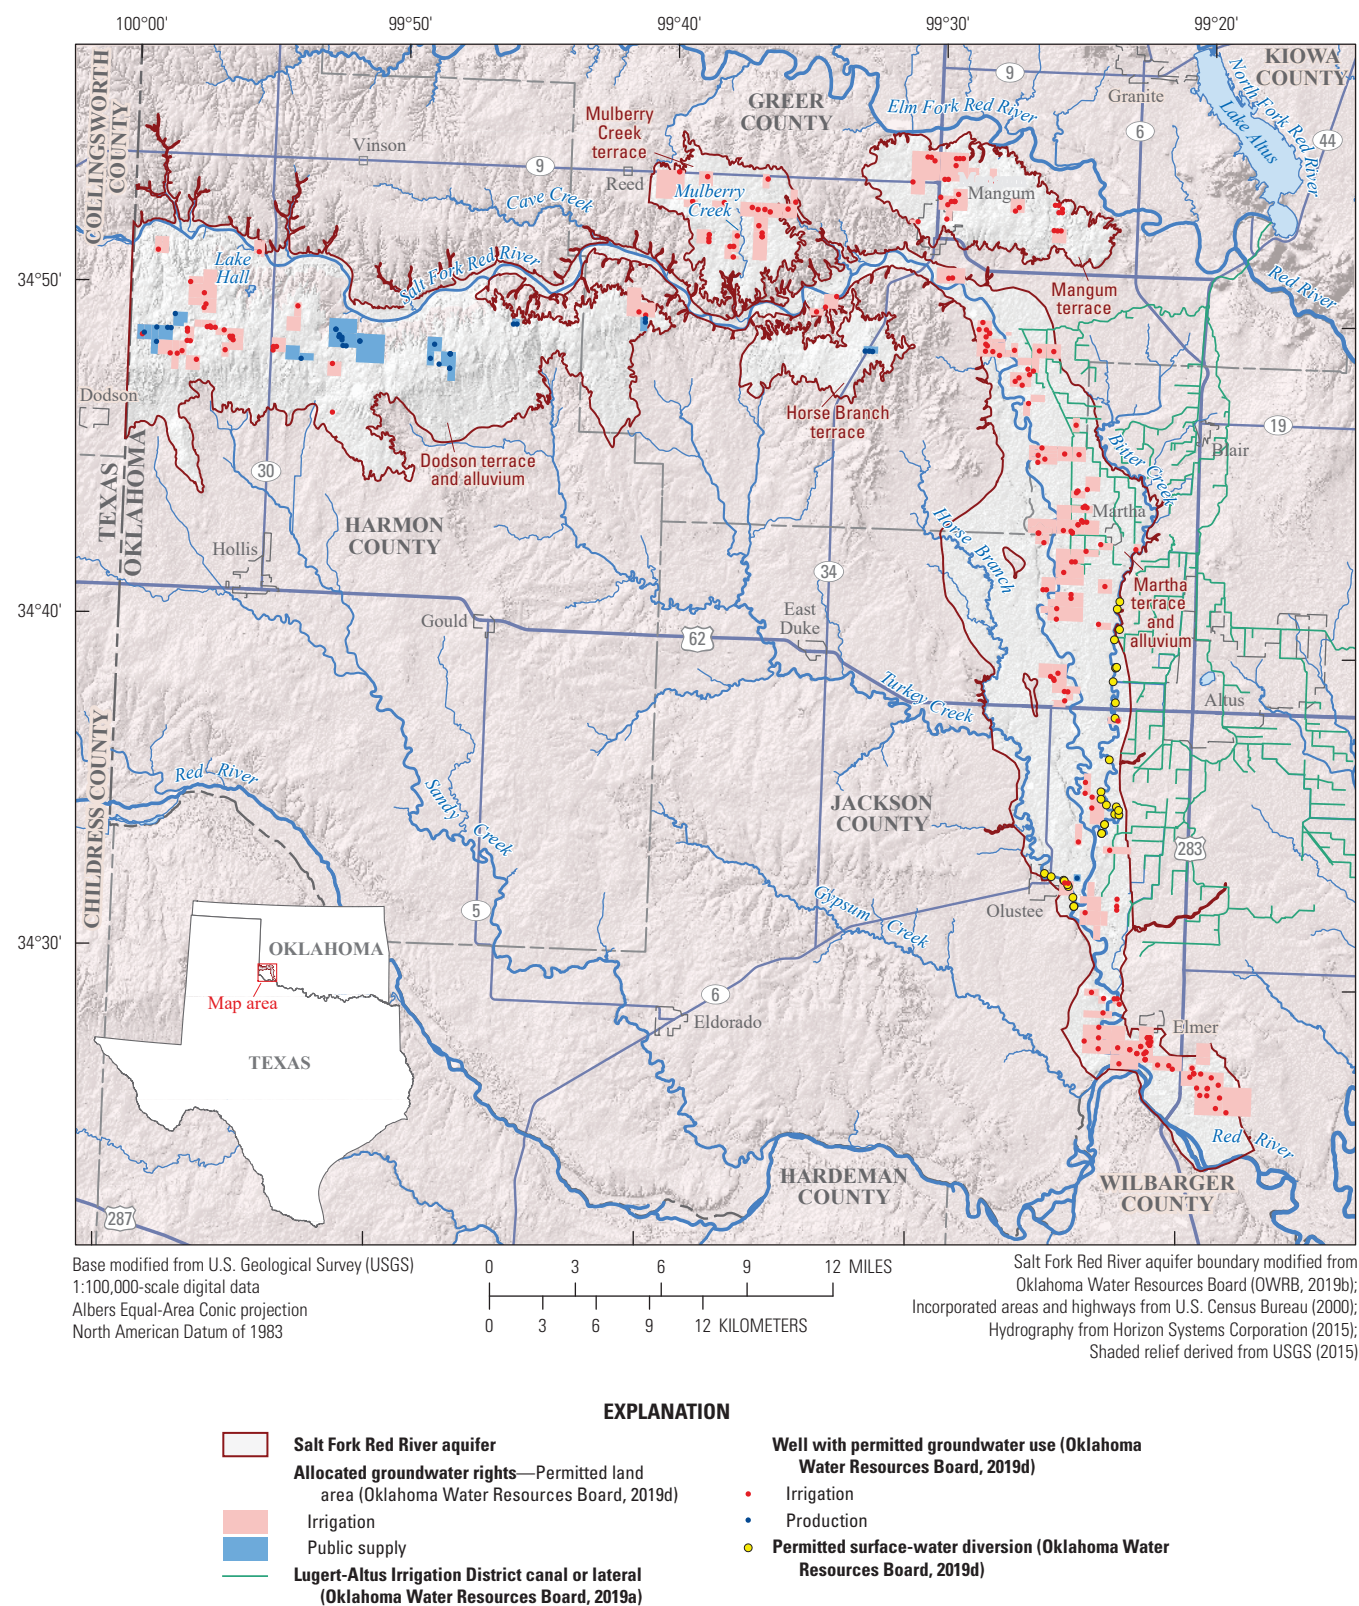 100°00'
99°50'
99°40'
99°30'
99°20'
COLLINGSWORTH
COUNTY
KIOWA
COUNTY
GREER
COUNTY
9
Granite
Elm Fork Red River
North Fork Red River
Lake Altus
6
44
Mulberry
Creek
terrace
Vinson
9
Reed
Cave Creek
Mulberry
Creek
Mangum
Lake
Hall
Salt Fork Red River
34°50'
Red River
Mangum
terrace
Dodson
Horse Branch
terrace
19
Blair
Bitter Creek
Dodson terrace
and alluvium
30
TEXAS
OKLAHOMA
HARMON
COUNTY
Martha
Horse Branch
Hollis
34
Martha
terrace
and
alluvium
34°40'
Gould
62
East
Duke
Turkey Creek
Altus
CHILDRESS COUNTY
Red River
Sandy Creek
JACKSON
COUNTY
283
5
Gypsum Creek
Olustee
34°30'
OKLAHOMA
Map area
TEXAS
6
Eldorado
Elmer
Red River
HARDEMAN
COUNTY
WILBARGER
COUNTY
287
Base modified from U.S. Geological Survey (USGS)
1:100,000-scale digital data
Albers Equal-Area Conic projection
North American Datum of 1983
0 3 6 9 12 MILES
0 3 6 9 12 KILOMETERS
Salt Fork Red River aquifer boundary modified from
Oklahoma Water Resources Board (OWRB, 2019b);
Incorporated areas and highways from U.S. Census Bureau (2000);
Hydrography from Horizon Systems Corporation (2015);
Shaded relief derived from USGS (2015)
EXPLANATION
Salt Fork Red River aquifer
Allocated groundwater rights—Permitted land
area (Oklahoma Water Resources Board, 2019d)
Irrigation
Public supply
Lugert-Altus Irrigation District canal or lateral
(Oklahoma Water Resources Board, 2019a)
Well with permitted groundwater use (Oklahoma
Water Resources Board, 2019d)
Irrigation
Production
Permitted surface-water diversion (Oklahoma Water
Resources Board, 2019d)